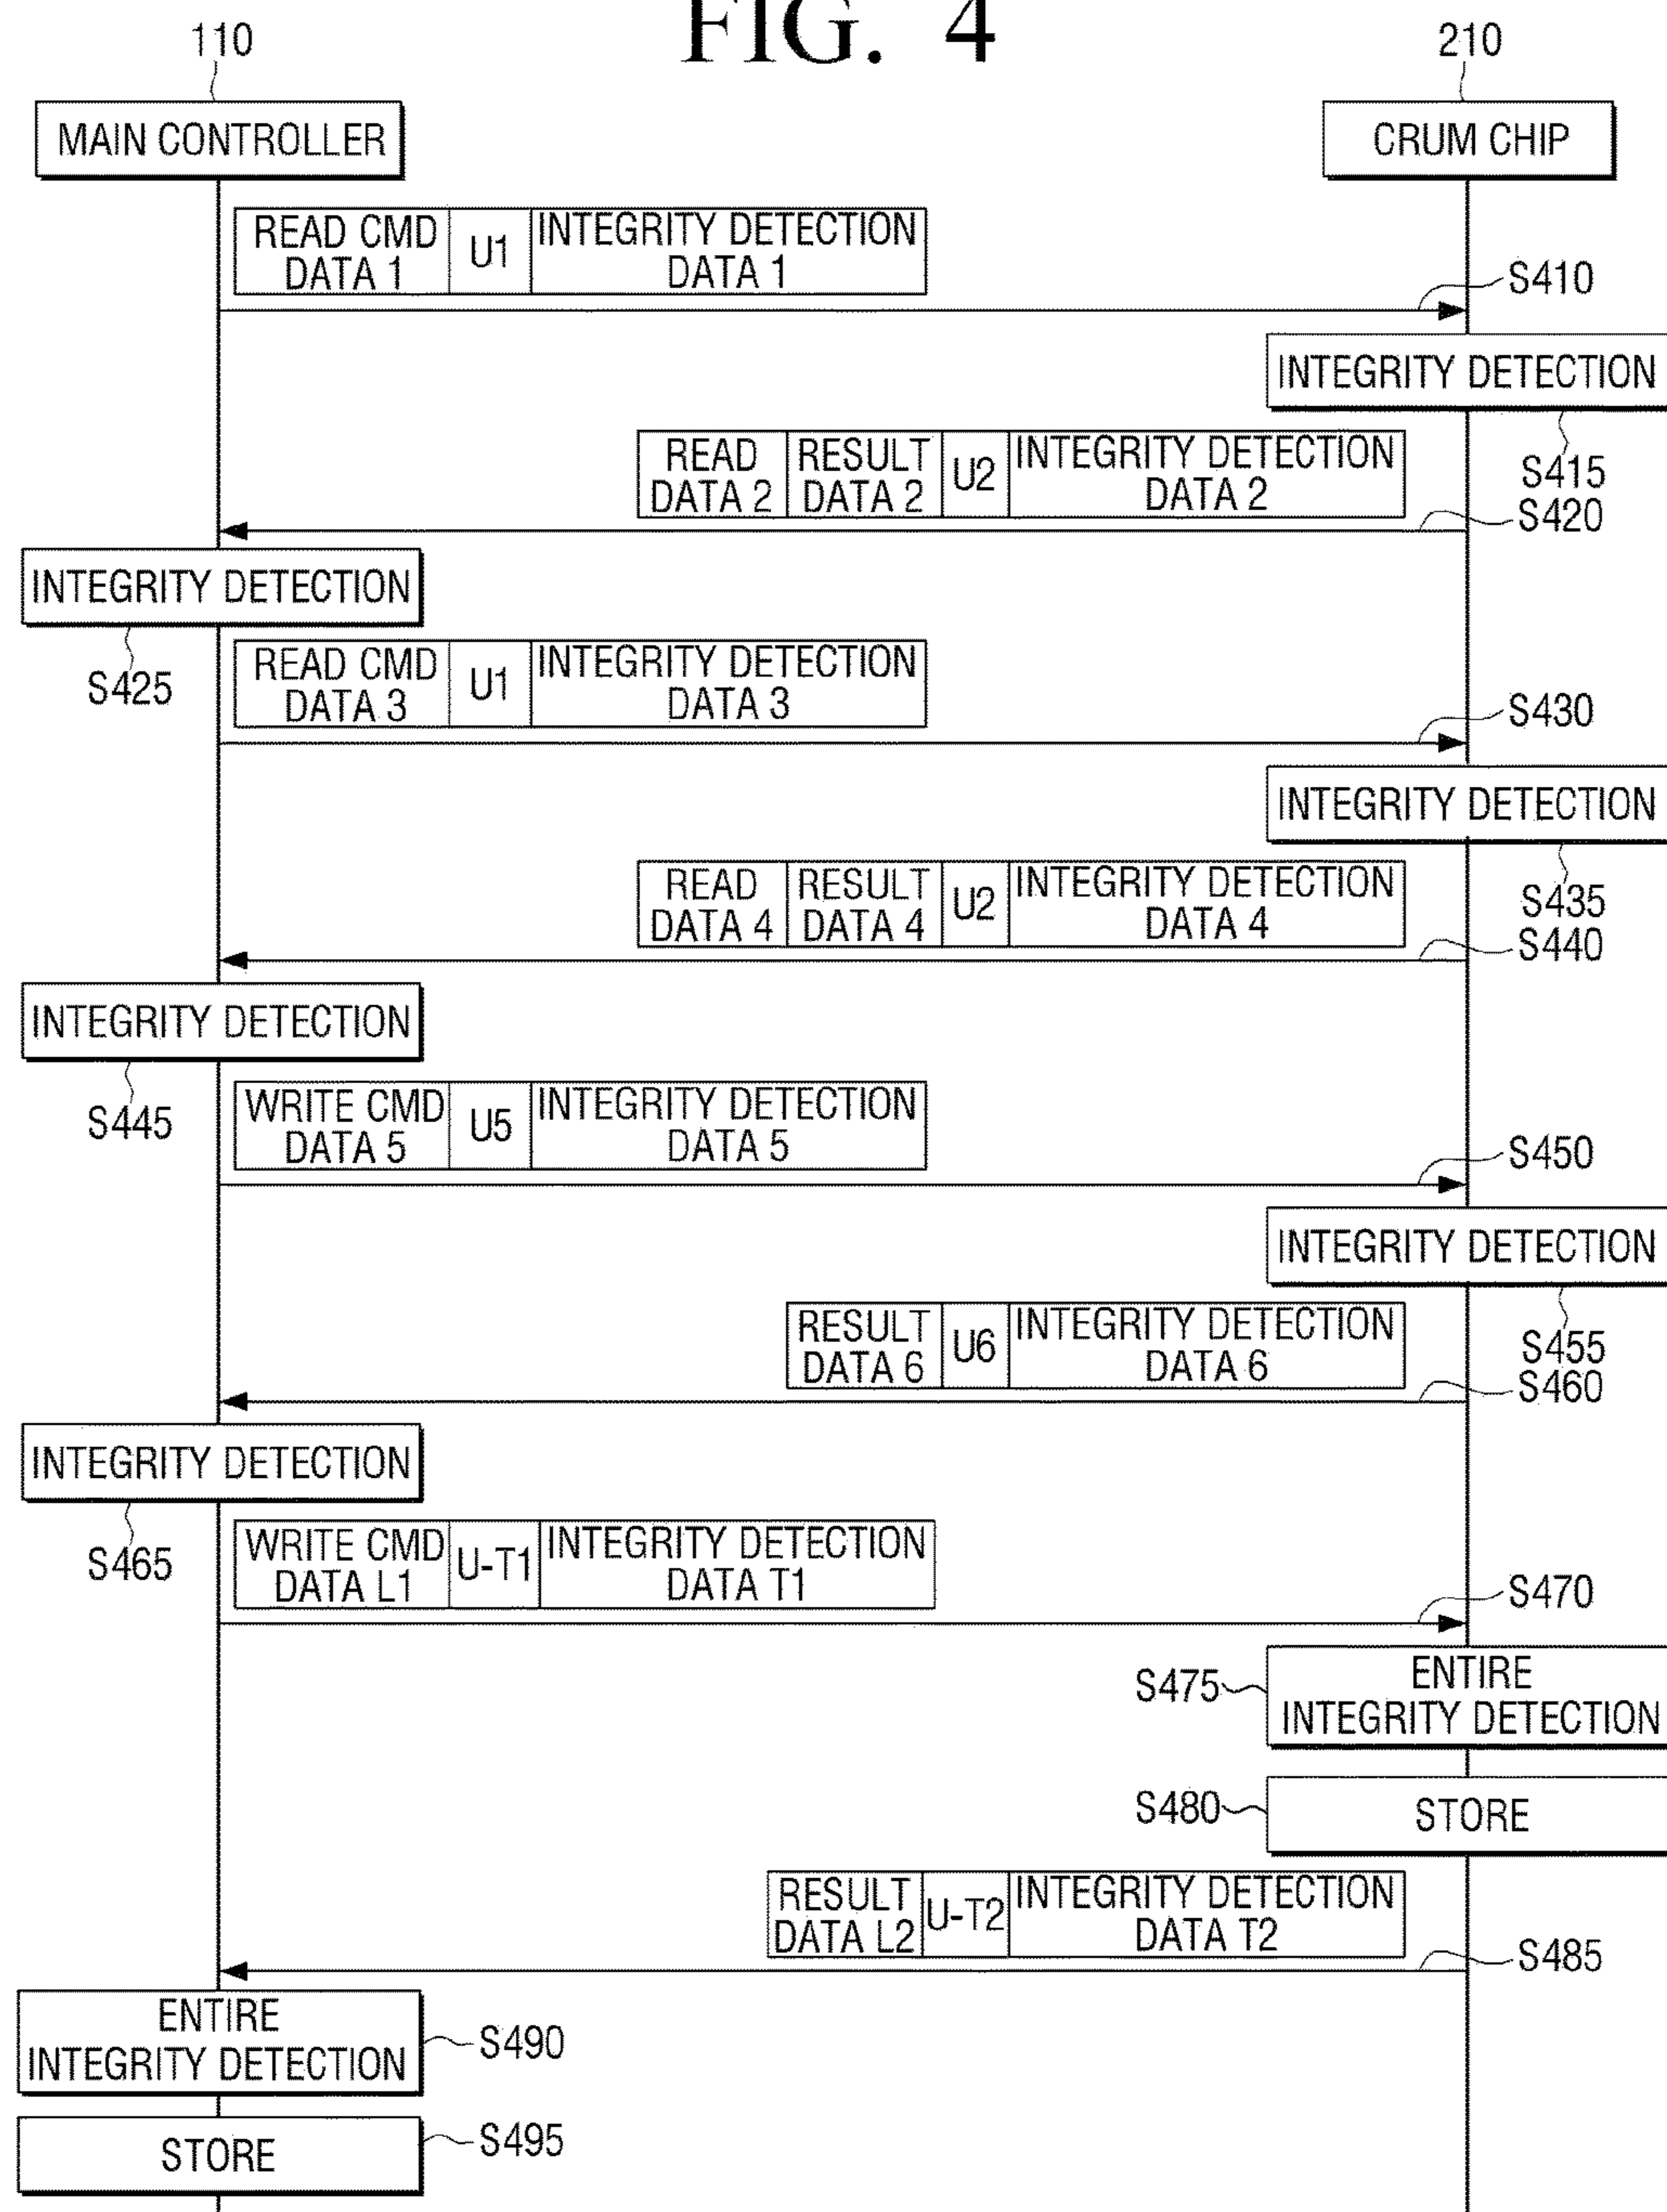 FIG. 4
110
210
MAIN CONTROLLER
CRUM CHIP
READ CMD
DATA 1
U1
INTEGRITY DETECTION
DATA 1
S410
INTEGRITY DETECTION
S415
READ
DATA 2
RESULT
DATA 2
U2
INTEGRITY DETECTION
DATA 2
S420
INTEGRITY DETECTION
S425
READ CMD
DATA 3
U1
INTEGRITY DETECTION
DATA 3
S430
INTEGRITY DETECTION
S435
READ
DATA 4
RESULT
DATA 4
U2
INTEGRITY DETECTION
DATA 4
S440
INTEGRITY DETECTION
S445
WRITE CMD
DATA 5
U5
INTEGRITY DETECTION
DATA 5
S450
INTEGRITY DETECTION
S455
RESULT
DATA 6
U6
INTEGRITY DETECTION
DATA 6
S460
INTEGRITY DETECTION
S465
WRITE CMD
DATA L1
U-T1
INTEGRITY DETECTION
DATA T1
S470
S475
ENTIRE
INTEGRITY DETECTION
S480
STORE
RESULT
DATA L2
U-T2
INTEGRITY DETECTION
DATA T2
S485
ENTIRE
INTEGRITY DETECTION
S490
STORE
S495